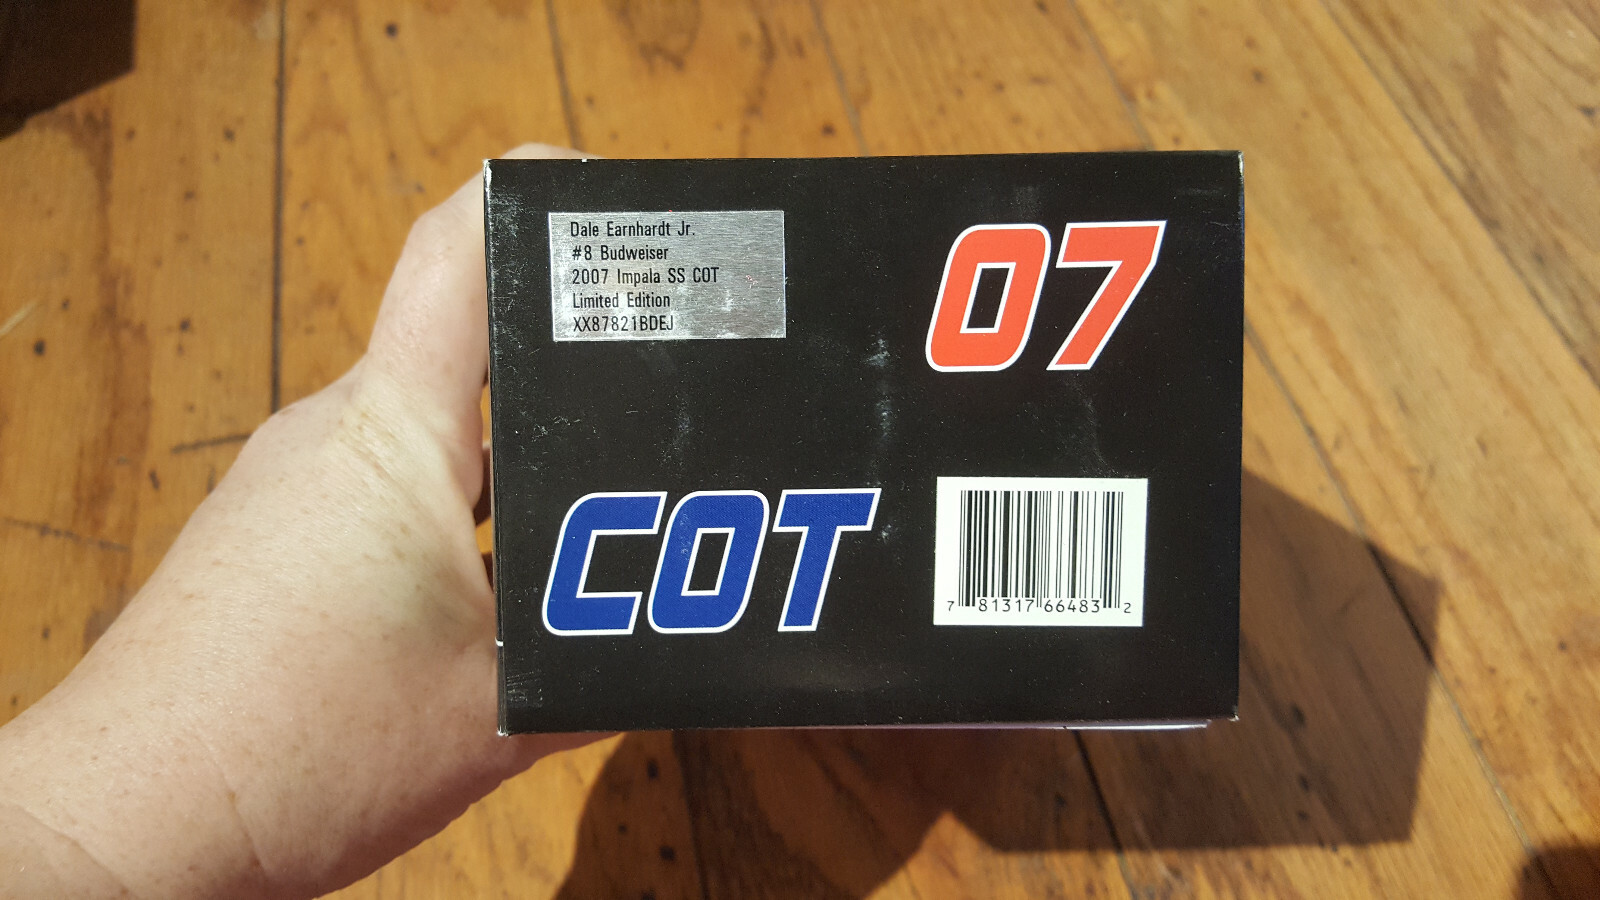 Dale Earnhardt Jr.
#8 Budweiser
2007 Impala SS COT
Limited Edition
XX87821BDEJ
07
COT
7 81317 66483 2